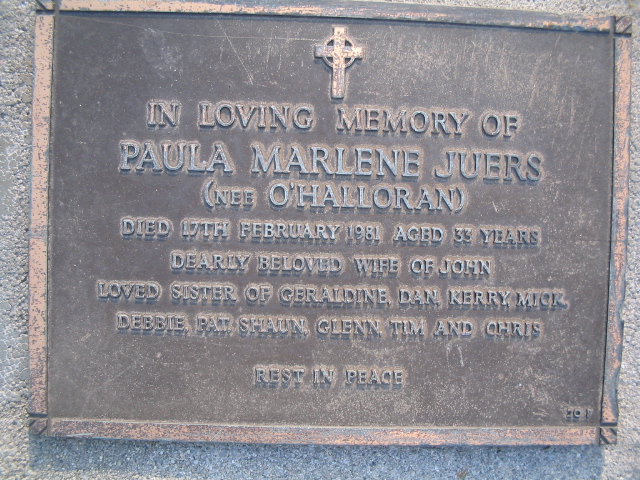 IN LOVING MEMORY OF
PAULA MARLENE JUERS
(NEE O'HALLORAN)
DIED 17TH FEBRUARY 1981 AGED 33 YEARS
DEARLY BELOVED WIFE OF JOHN
LOVED SISTER OF GERALDINE, DAN, KERRY, MICK,
DEBBIE, PAT, SHAUN, GLENN, TIM AND CHRIS
REST IN PEACE